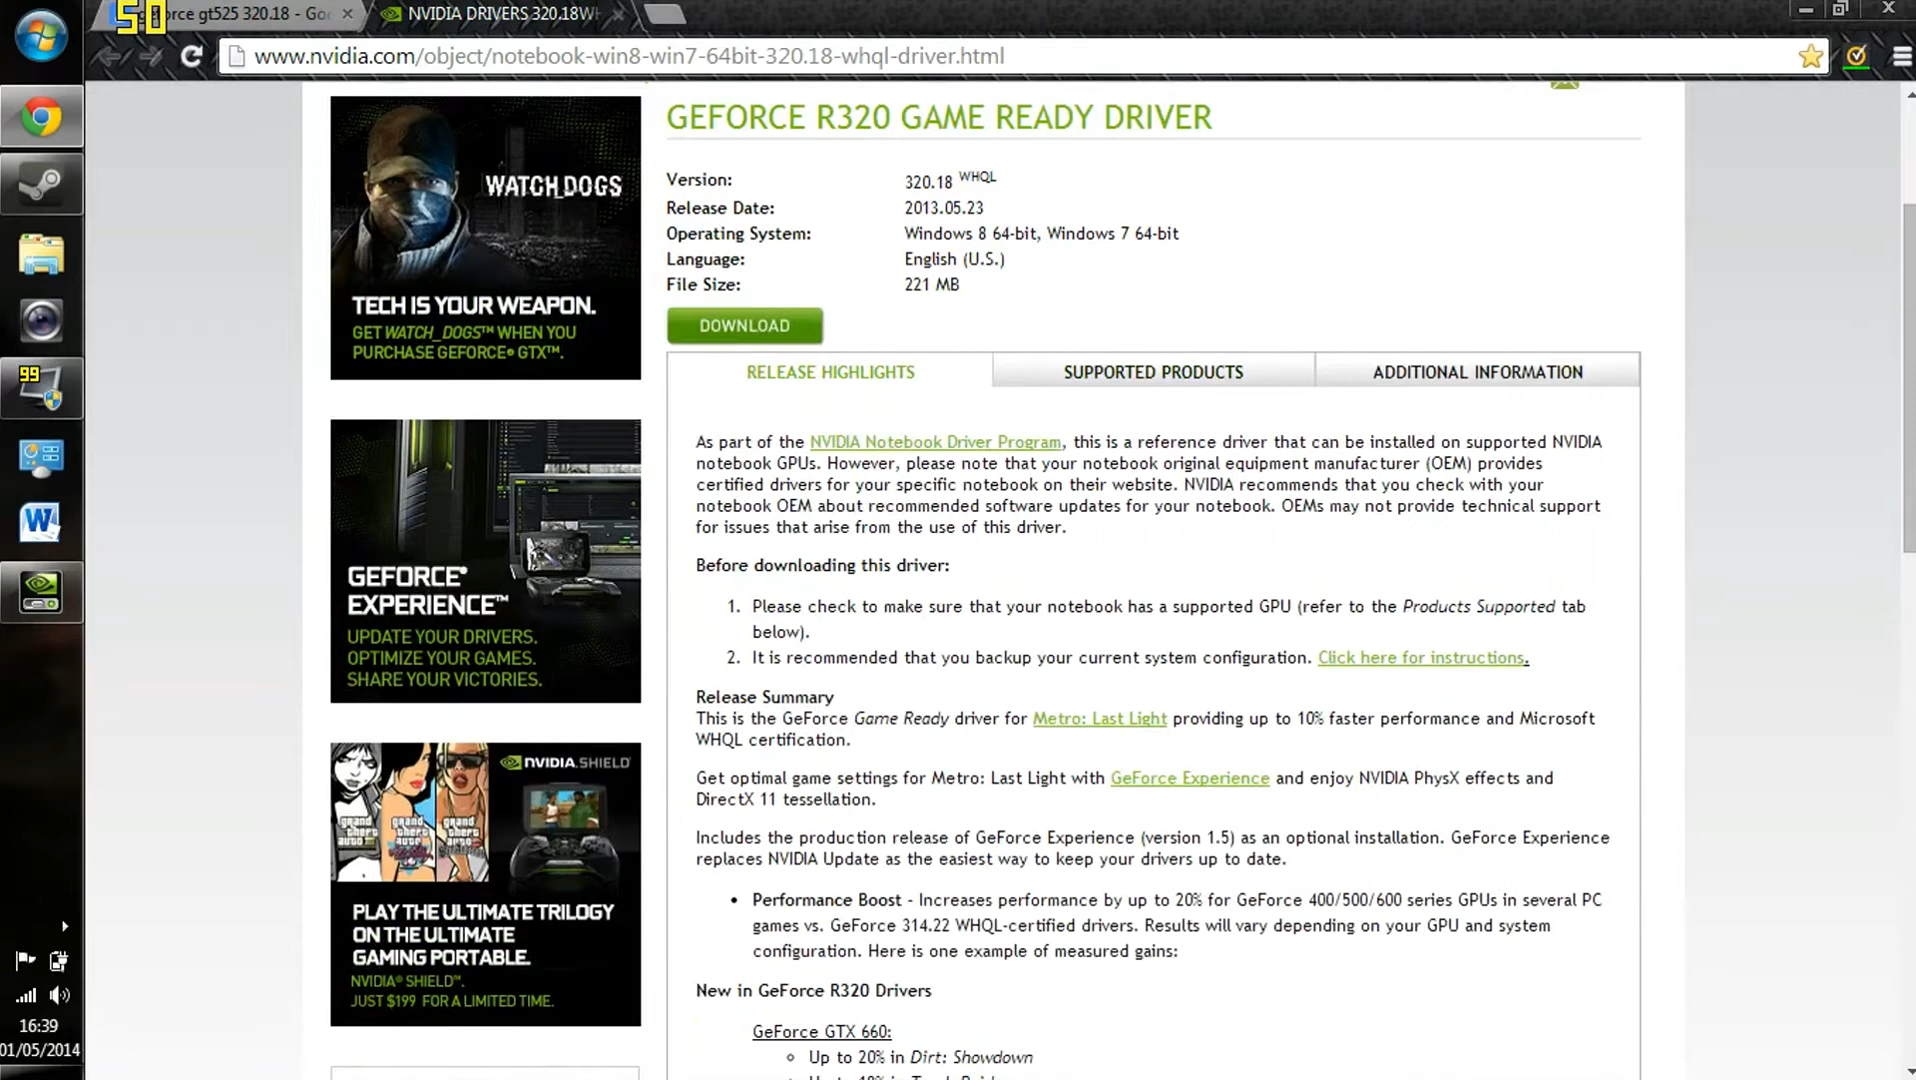 50
eforce gt525 320.18 - Go
NVIDIA DRIVERS 320.18WH
www.nvidia.com/object/notebook-win8-win7-64bit-320.18-whql-driver.html
99
W
16:39
01/05/2014
WATCH_DOGS
TECH IS YOUR WEAPON.
GET WATCH_DOGS™ WHEN YOU
PURCHASE GEFORCE® GTX™.
GEFORCE®
EXPERIENCE™
UPDATE YOUR DRIVERS.
OPTIMIZE YOUR GAMES.
SHARE YOUR VICTORIES.
NVIDIA.SHIELD™
PLAY THE ULTIMATE TRILOGY
ON THE ULTIMATE
GAMING PORTABLE.
NVIDIA® SHIELD™.
JUST $199 FOR A LIMITED TIME.
GEFORCE R320 GAME READY DRIVER
Version: 320.18 WHQL
Release Date: 2013.05.23
Operating System: Windows 8 64-bit, Windows 7 64-bit
Language: English (U.S.)
File Size: 221 MB
DOWNLOAD
RELEASE HIGHLIGHTS SUPPORTED PRODUCTS ADDITIONAL INFORMATION
As part of the NVIDIA Notebook Driver Program, this is a reference driver that can be installed on supported NVIDIA
notebook GPUs. However, please note that your notebook original equipment manufacturer (OEM) provides
certified drivers for your specific notebook on their website. NVIDIA recommends that you check with your
notebook OEM about recommended software updates for your notebook. OEMs may not provide technical support
for issues that arise from the use of this driver.
Before downloading this driver:
1. Please check to make sure that your notebook has a supported GPU (refer to the Products Supported tab
below).
2. It is recommended that you backup your current system configuration. Click here for instructions.
Release Summary
This is the GeForce Game Ready driver for Metro: Last Light providing up to 10% faster performance and Microsoft
WHQL certification.
Get optimal game settings for Metro: Last Light with GeForce Experience and enjoy NVIDIA PhysX effects and
DirectX 11 tessellation.
Includes the production release of GeForce Experience (version 1.5) as an optional installation. GeForce Experience
replaces NVIDIA Update as the easiest way to keep your drivers up to date.
• Performance Boost - Increases performance by up to 20% for GeForce 400/500/600 series GPUs in several PC
games vs. GeForce 314.22 WHQL-certified drivers. Results will vary depending on your GPU and system
configuration. Here is one example of measured gains:
New in GeForce R320 Drivers
GeForce GTX 660:
Up to 20% in Dirt: Showdown